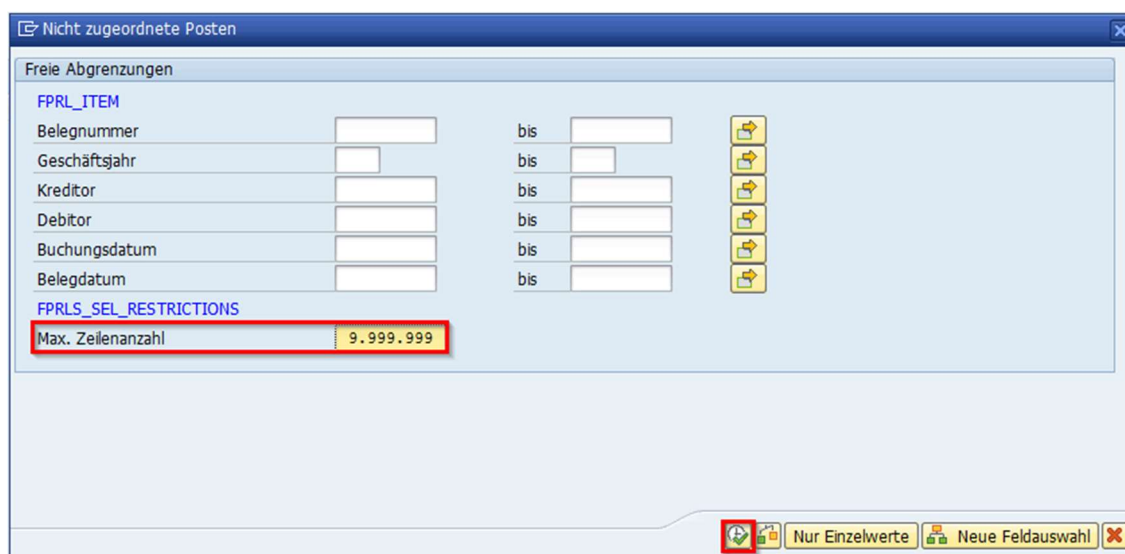 Nicht zugeordnete Posten
Freie Abgrenzungen
FPRL_ITEM
Belegnummer bis
Geschäftsjahr bis
Kreditor bis
Debitor bis
Buchungsdatum bis
Belegdatum bis
FPRLS_SEL_RESTRICTIONS
Max. Zeilenanzahl 9.999.999
Nur Einzelwerte Neue Feldauswahl